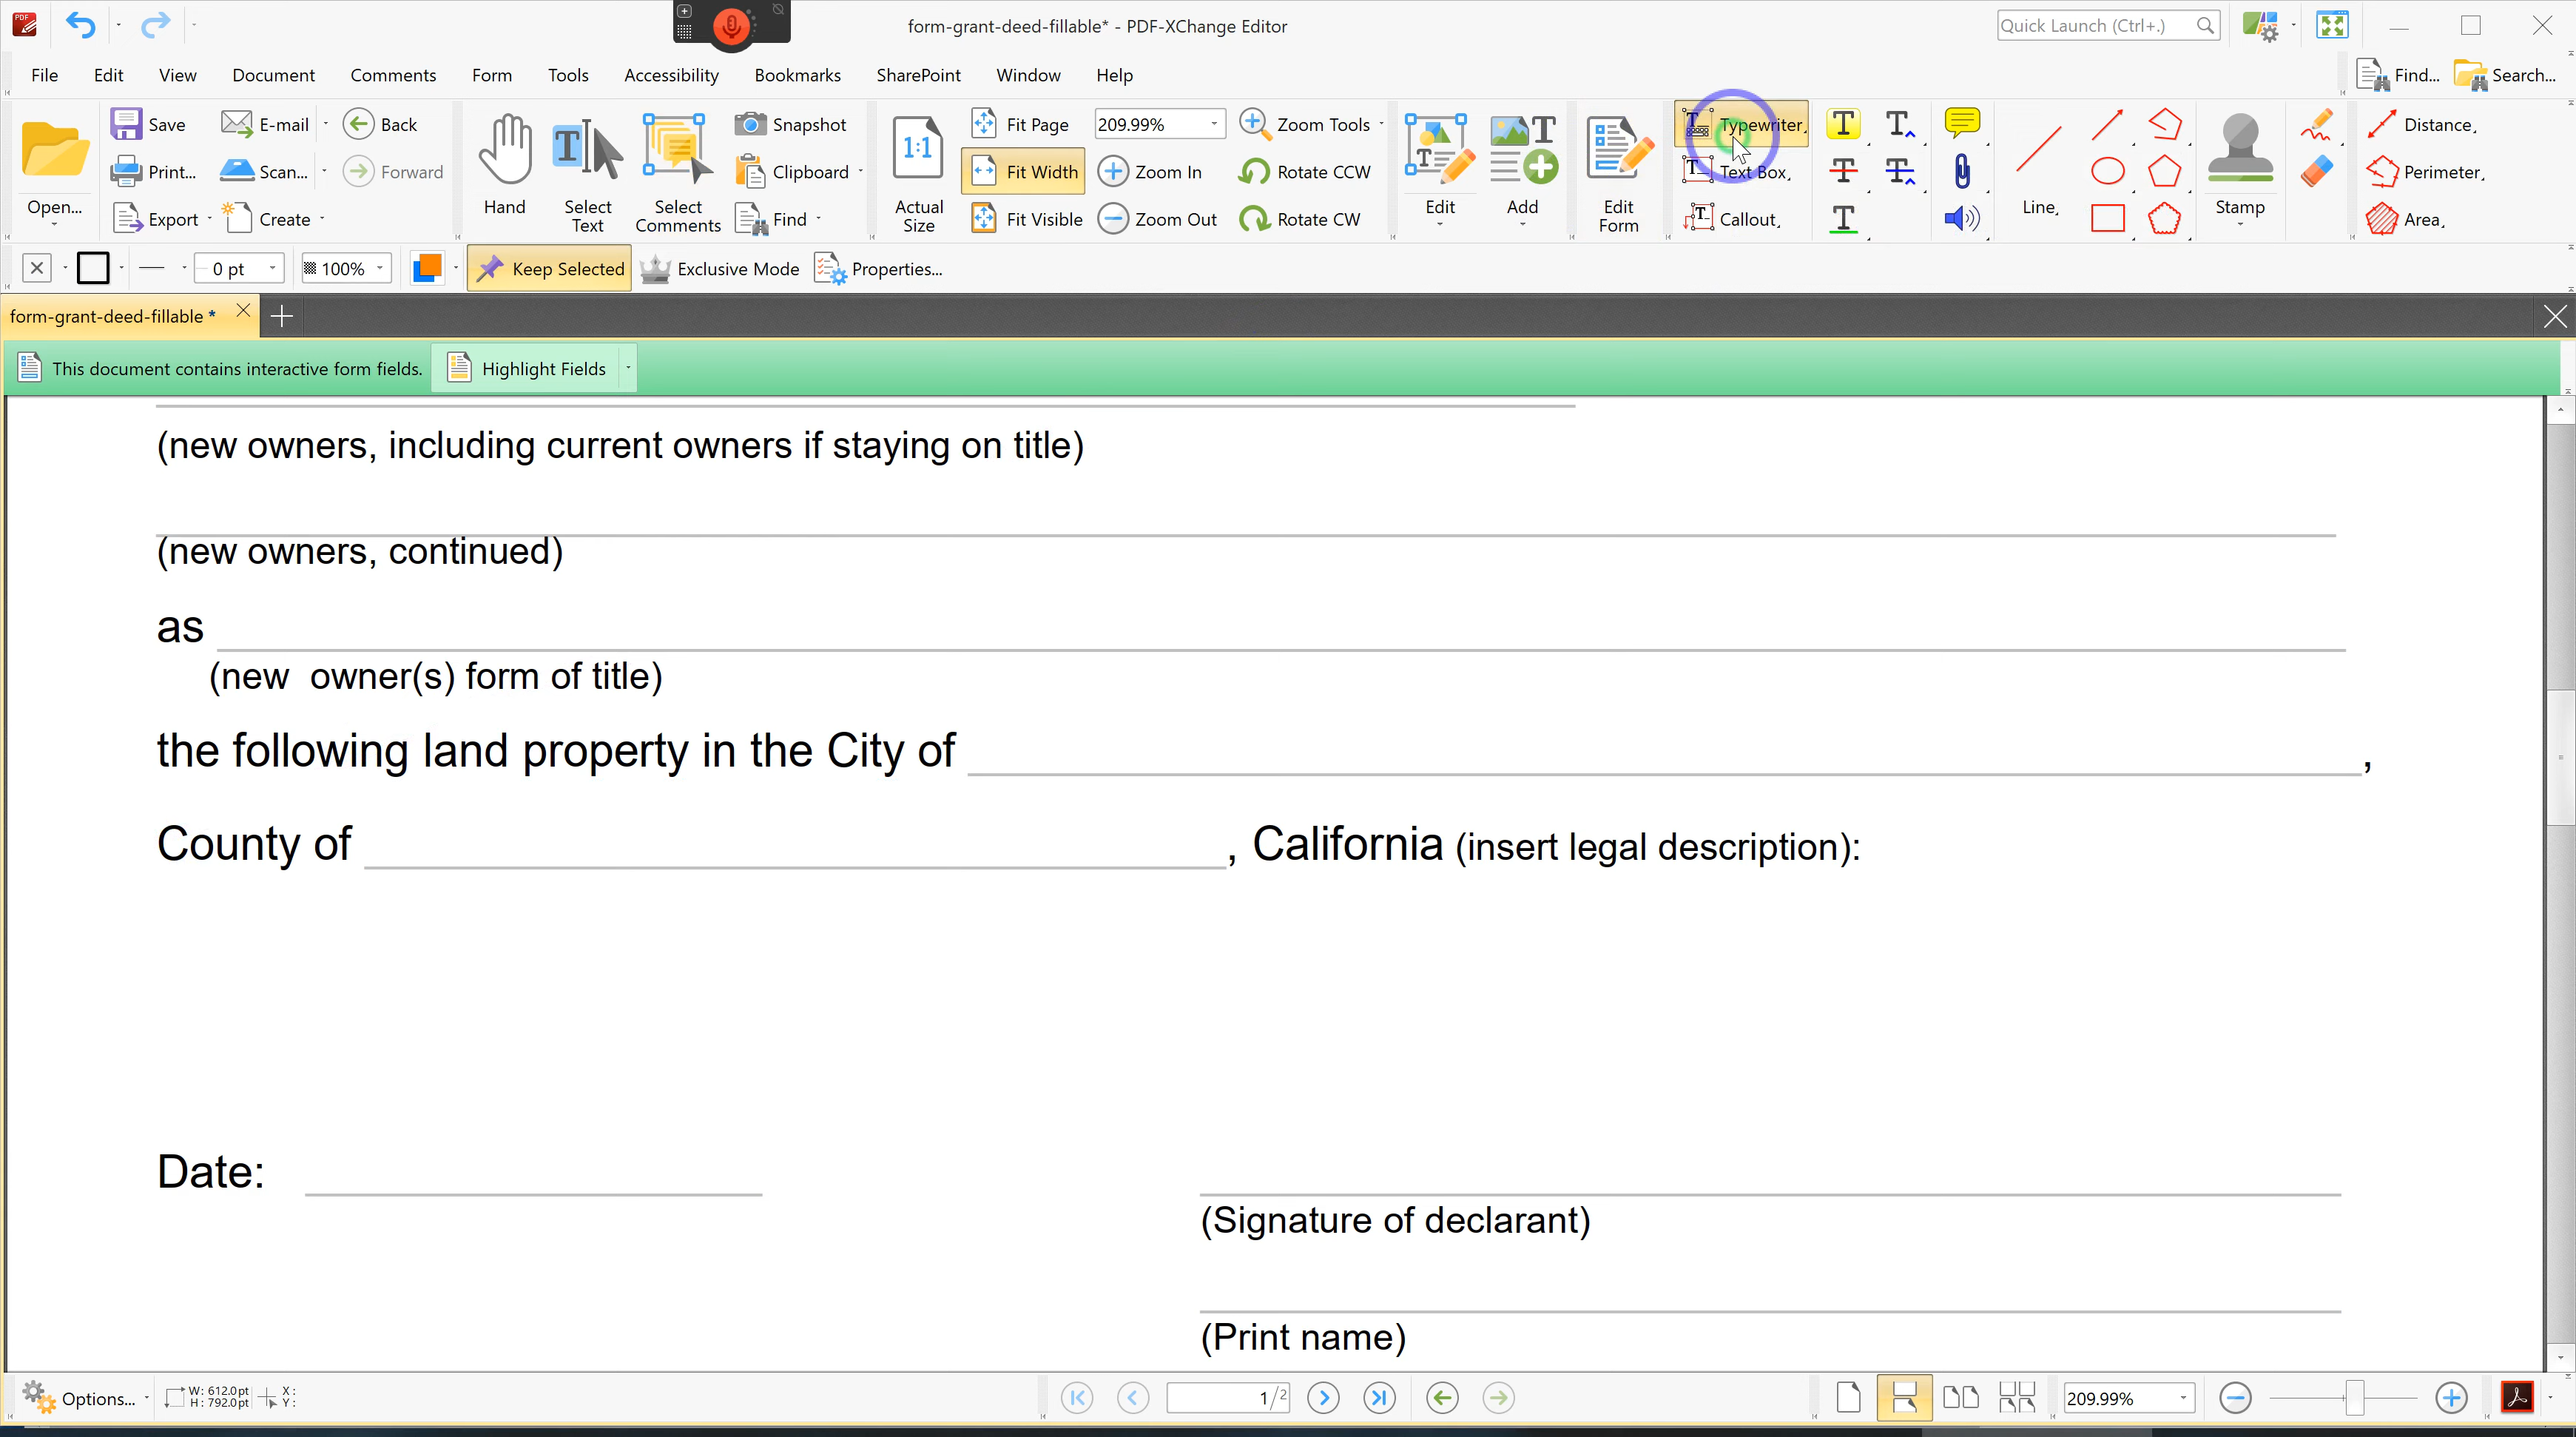 form-grant-deed-fillable* - PDF-XChange Editor
Quick Launch (Ctrl+.)
File Edit View Document Comments Form Tools Accessibility Bookmarks SharePoint Window Help
Find... Search...
Open...
Save E-mail Back
Print... Scan... Forward
Export Create
Hand
Select Text
Select Comments
Snapshot
Clipboard
Find
1:1
Actual Size
Fit Page 209.99% Zoom Tools
Fit Width Zoom In Rotate CCW
Fit Visible Zoom Out Rotate CW
Edit
Add
Edit Form
Typewriter
Text Box
Callout
Line
Stamp
Distance
Perimeter
Area
0 pt 100% Keep Selected Exclusive Mode Properties...
form-grant-deed-fillable *
This document contains interactive form fields. Highlight Fields
(new owners, including current owners if staying on title)
(new owners, continued)
as
(new owner(s) form of title)
the following land property in the City of ,
County of , California (insert legal description):
Date:
(Signature of declarant)
(Print name)
Options... W: 612.0pt H: 792.0pt X: Y: 1/2 209.99%